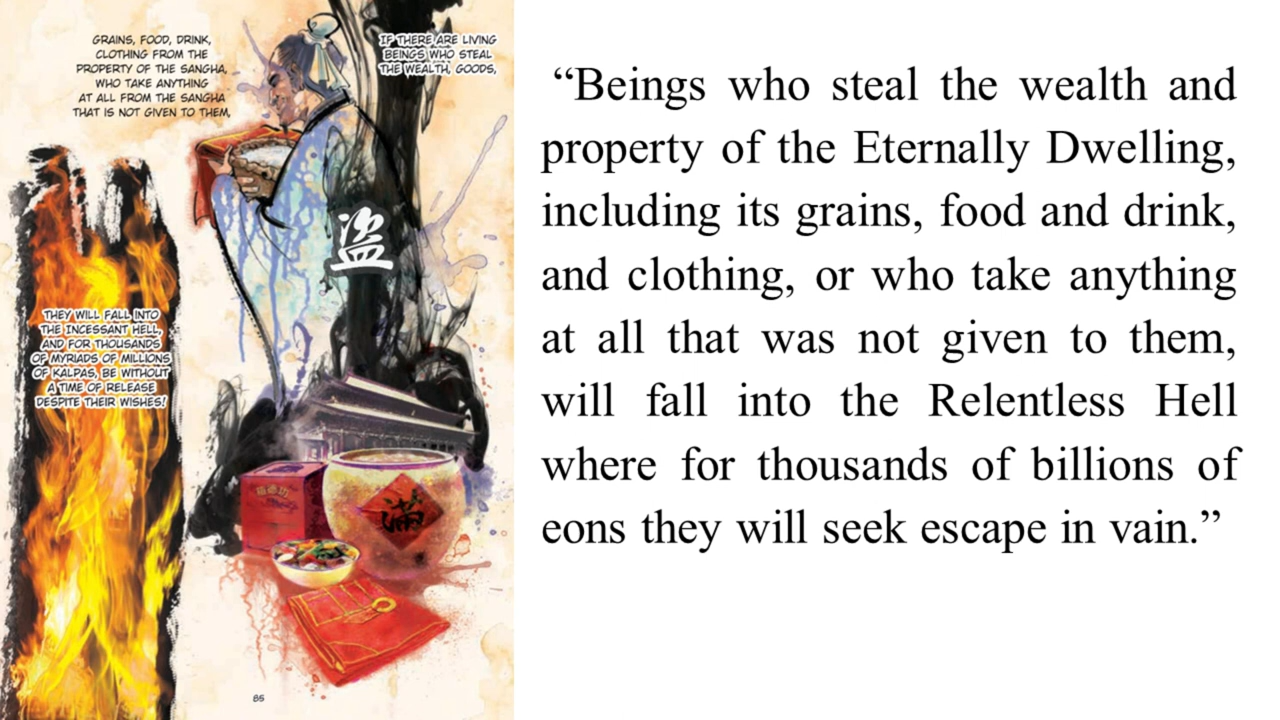 IF THERE ARE LIVING
BEINGS WHO STEAL
THE WEALTH, GOODS,
GRAINS, FOOD, DRINK,
CLOTHING FROM THE
PROPERTY OF THE SANGHA,
WHO TAKE ANYTHING
AT ALL FROM THE SANGHA
THAT IS NOT GIVEN TO THEM,
盗
THEY WILL FALL INTO
THE INCESSANT HELL,
AND FOR THOUSANDS
OF MYRIADS OF MILLIONS
OF KALPAS, BE WITHOUT
A TIME OF RELEASE
DESPITE THEIR WISHES!
滿
85
“Beings who steal the wealth and
property of the Eternally Dwelling,
including its grains, food and drink,
and clothing, or who take anything
at all that was not given to them,
will fall into the Relentless Hell
where for thousands of billions of
eons they will seek escape in vain.”